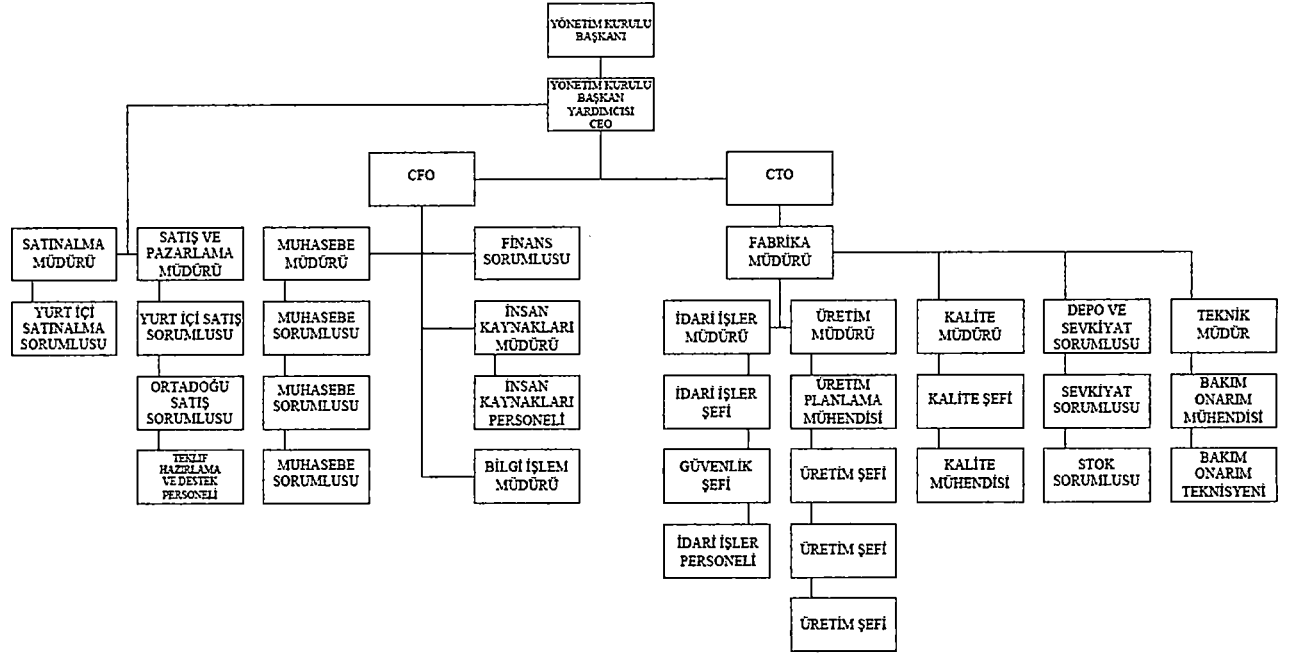 YÖNETİM KURULU
BAŞKANI
YÖNETİM KURULU
BAŞKAN
YARDIMCISI
CEO
CFO
CTO
SATINALMA
MÜDÜRÜ
SATIŞ VE
PAZARLAMA
MÜDÜRÜ
MUHASEBE
MÜDÜRÜ
FİNANS
SORUMLUSU
FABRİKA
MÜDÜRÜ
YURT İÇİ
SATINALMA
SORUMLUSU
YURT İÇİ SATIŞ
SORUMLUSU
MUHASEBE
SORUMLUSU
İNSAN
KAYNAKLARI
MÜDÜRÜ
İDARİ İŞLER
MÜDÜRÜ
ÜRETİM
MÜDÜRÜ
KALİTE
MÜDÜRÜ
DEPO VE
SEVKİYAT
SORUMLUSU
TEKNİK
MÜDÜR
ORTADOĞU
SATIŞ
SORUMLUSU
MUHASEBE
SORUMLUSU
İNSAN
KAYNAKLARI
PERSONELİ
İDARİ İŞLER
ŞEFİ
ÜRETİM
PLANLAMA
MÜHENDİSİ
KALİTE ŞEFİ
SEVKİYAT
SORUMLUSU
BAKIM
ONARIM
MÜHENDİSİ
TEKLIF
HAZIRLAMA
VE DESTEK
PERSONELİ
MUHASEBE
SORUMLUSU
BİLGİ İŞLEM
MÜDÜRÜ
GÜVENLİK
ŞEFİ
ÜRETİM ŞEFİ
KALİTE
MÜHENDİSİ
STOK
SORUMLUSU
BAKIM
ONARIM
TEKNİSYENİ
İDARİ İŞLER
PERSONELİ
ÜRETİM ŞEFİ
ÜRETİM ŞEFİ